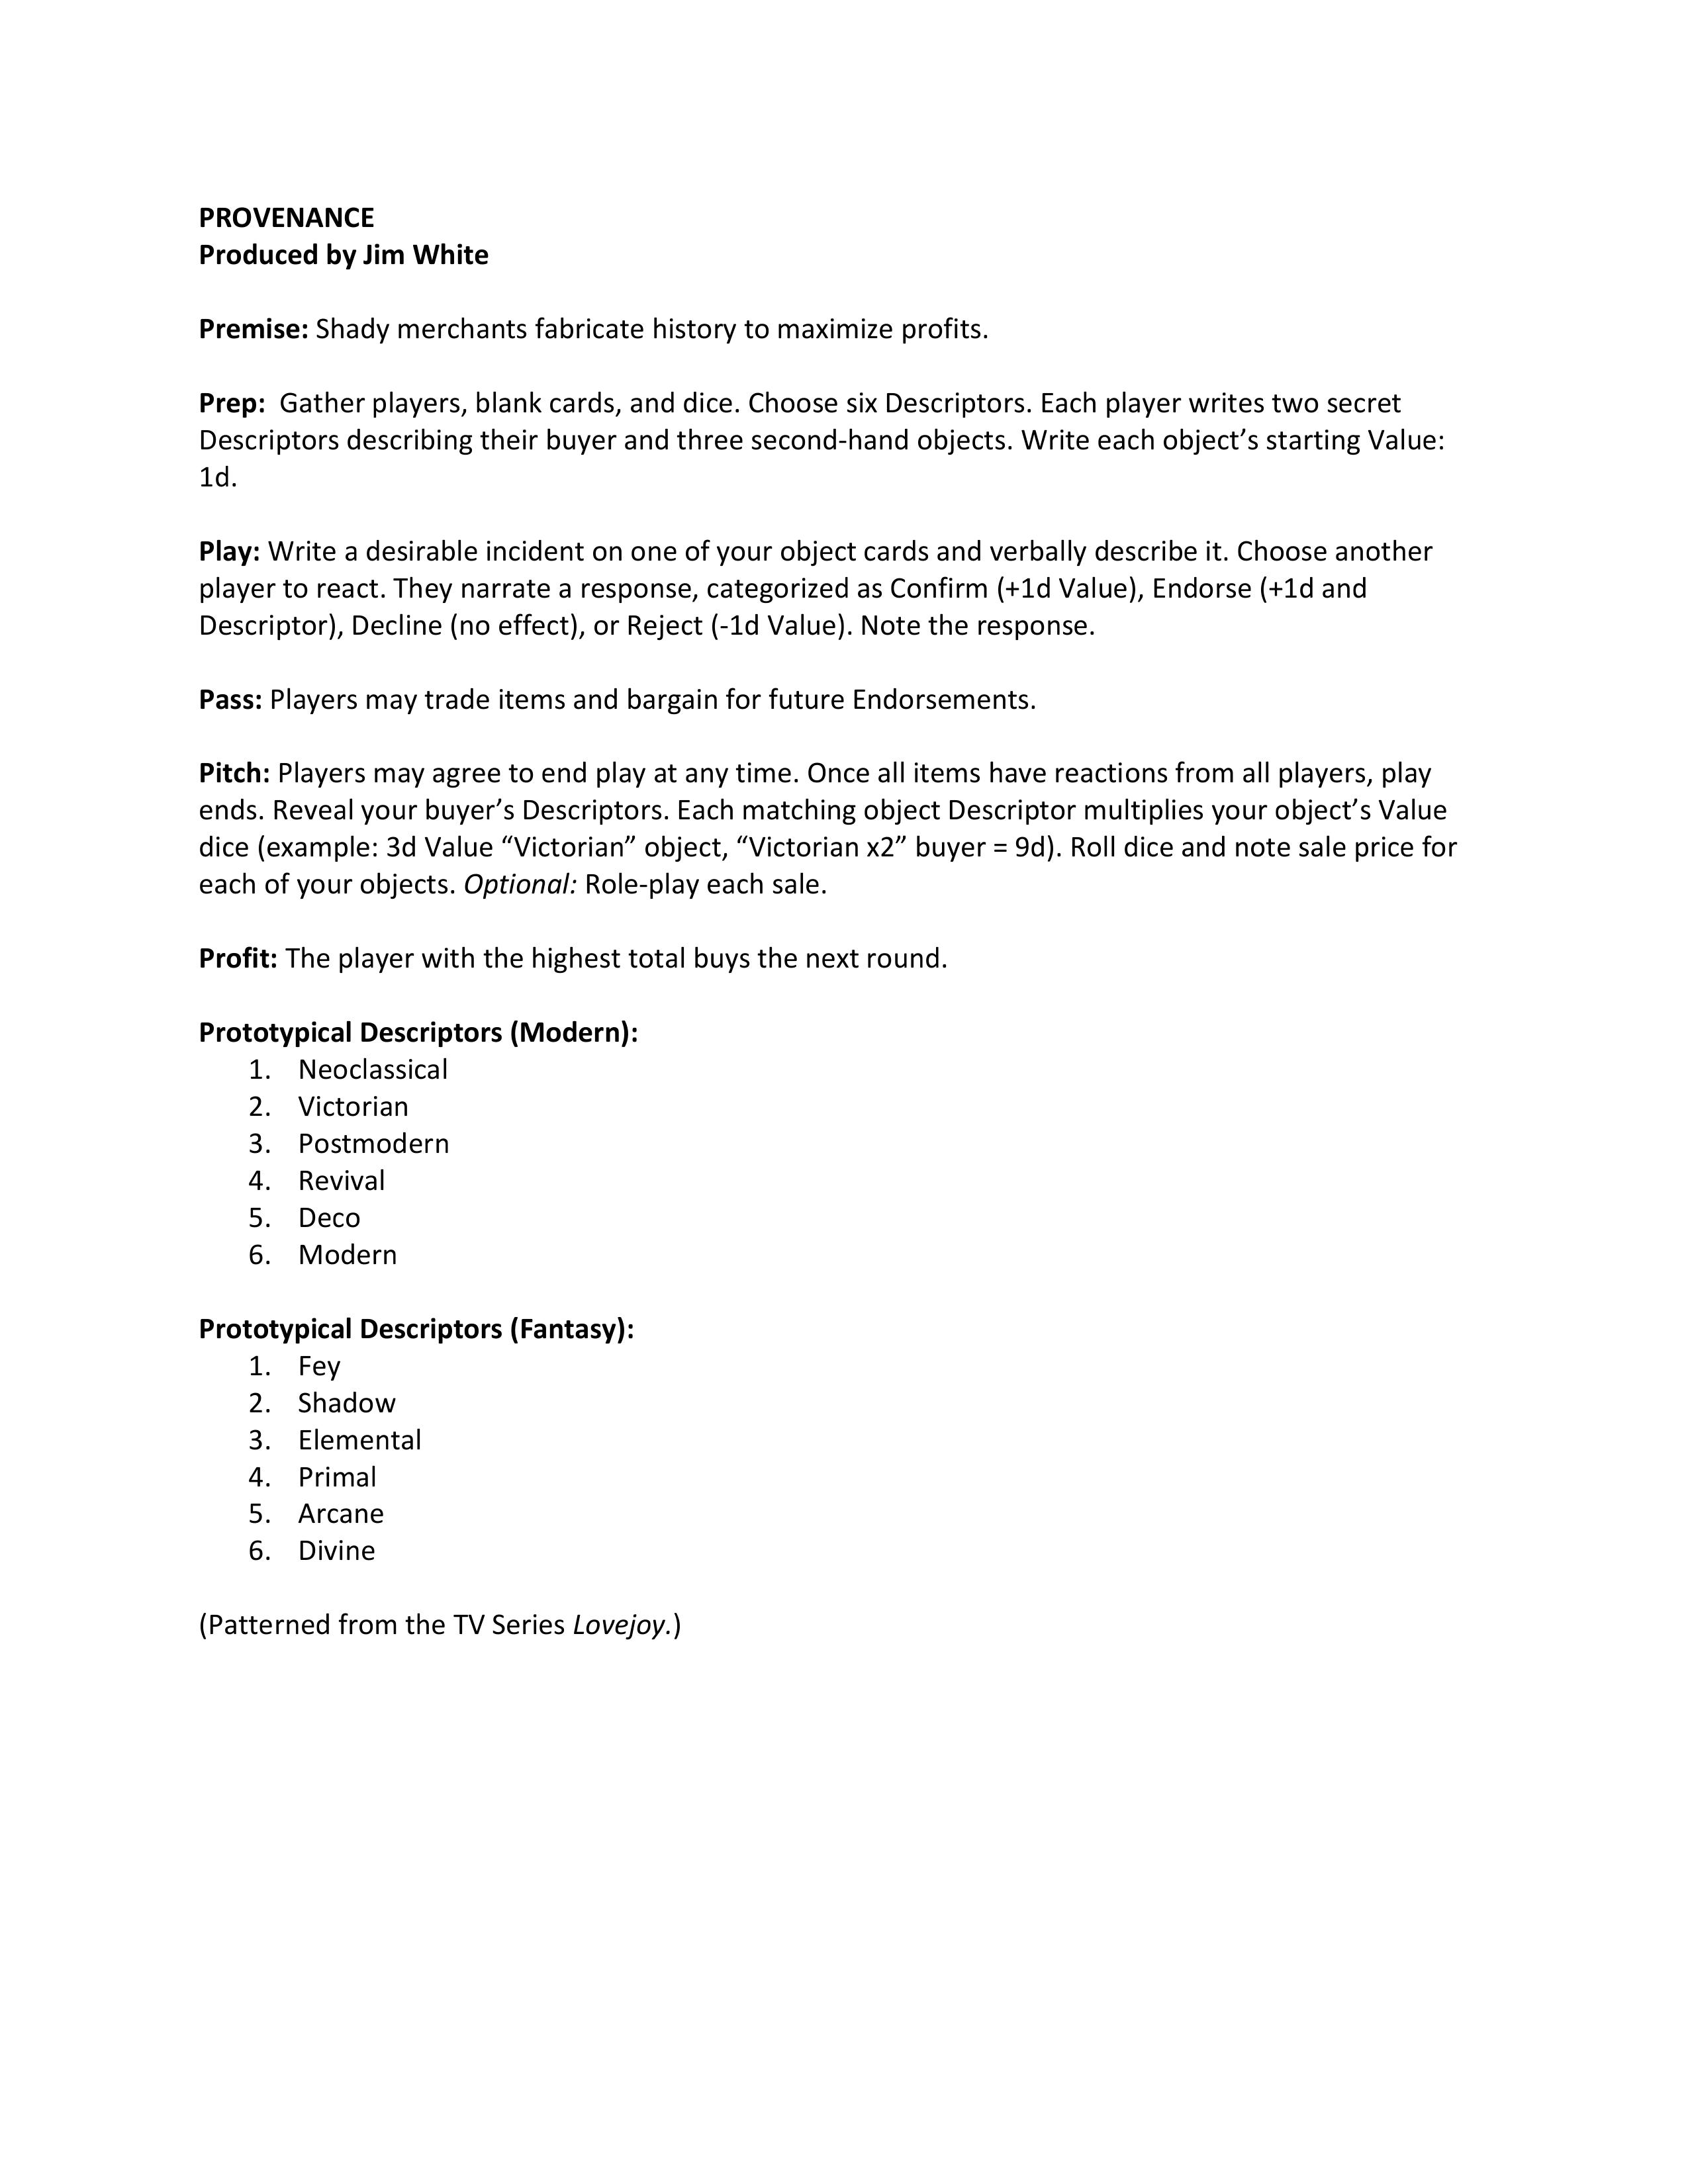 PROVENANCE
Produced by Jim White
Premise: Shady merchants fabricate history to maximize profits.
Prep:  Gather players, blank cards, and dice. Choose six Descriptors. Each player writes two secret
Descriptors describing their buyer and three second-hand objects. Write each object’s starting Value:
1d.
Play: Write a desirable incident on one of your object cards and verbally describe it. Choose another
player to react. They narrate a response, categorized as Confirm (+1d Value), Endorse (+1d and
Descriptor), Decline (no effect), or Reject (-1d Value). Note the response.
Pass: Players may trade items and bargain for future Endorsements.
Pitch: Players may agree to end play at any time. Once all items have reactions from all players, play
ends. Reveal your buyer’s Descriptors. Each matching object Descriptor multiplies your object’s Value
dice (example: 3d Value “Victorian” object, “Victorian x2” buyer = 9d). Roll dice and note sale price for
each of your objects. Optional: Role-play each sale.
Profit: The player with the highest total buys the next round.
Prototypical Descriptors (Modern):
1. Neoclassical
2. Victorian
3. Postmodern
4. Revival
5. Deco
6. Modern
Prototypical Descriptors (Fantasy):
1. Fey
2. Shadow
3. Elemental
4. Primal
5. Arcane
6. Divine
(Patterned from the TV Series Lovejoy.)